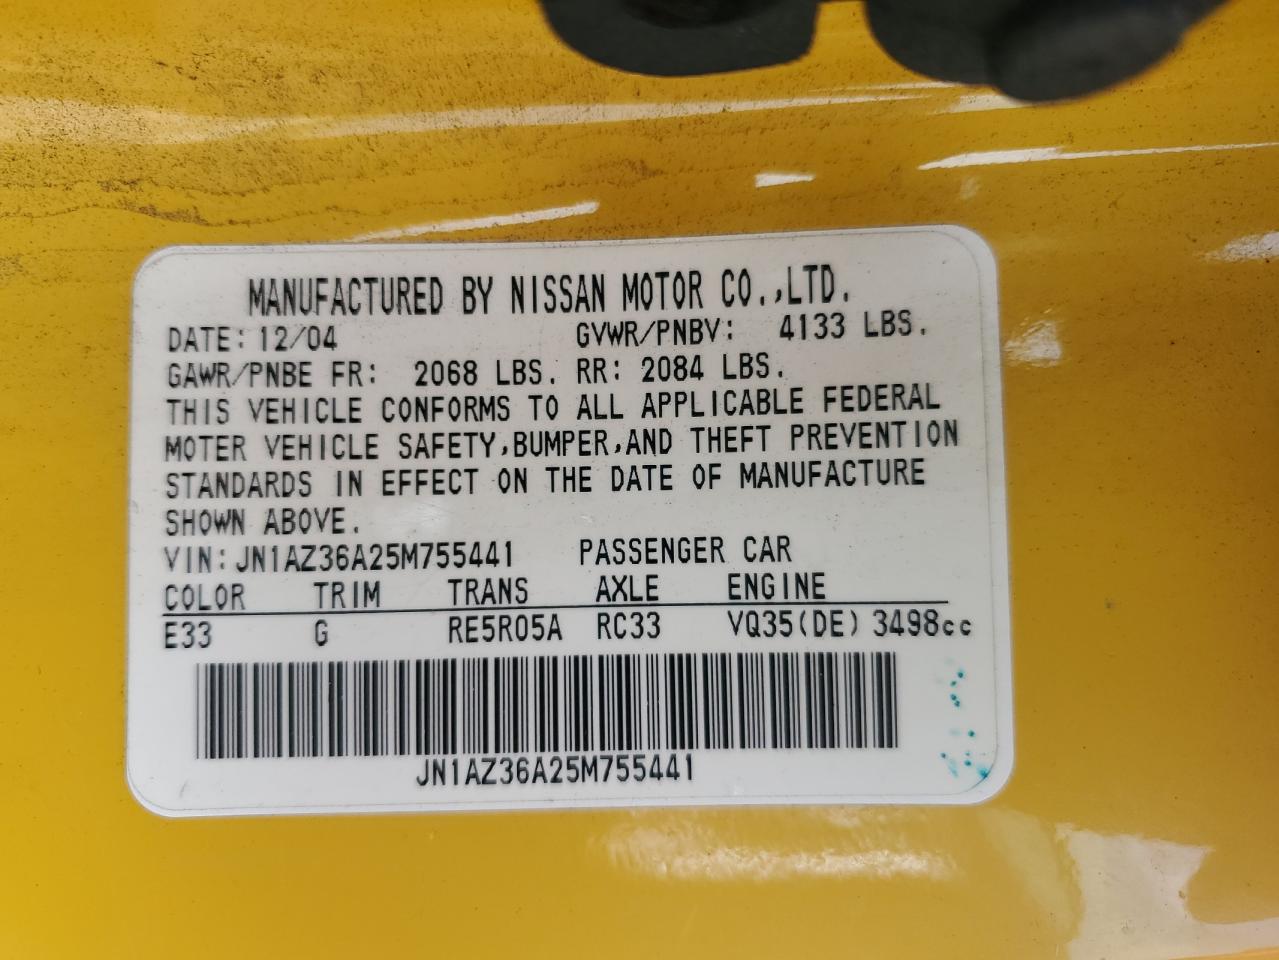 MANUFACTURED BY NISSAN MOTOR CO.,LTD.
DATE: 12/04 GVWR/PNBV: 4133 LBS.
GAWR/PNBE FR: 2068 LBS. RR: 2084 LBS.
THIS VEHICLE CONFORMS TO ALL APPLICABLE FEDERAL
MOTER VEHICLE SAFETY,BUMPER,AND THEFT PREVENTION
STANDARDS IN EFFECT ON THE DATE OF MANUFACTURE
SHOWN ABOVE.
VIN:JN1AZ36A25M755441 PASSENGER CAR
COLOR TRIM TRANS AXLE ENGINE
E33 G RE5R05A RC33 VQ35(DE) 3498cc
JN1AZ36A25M755441